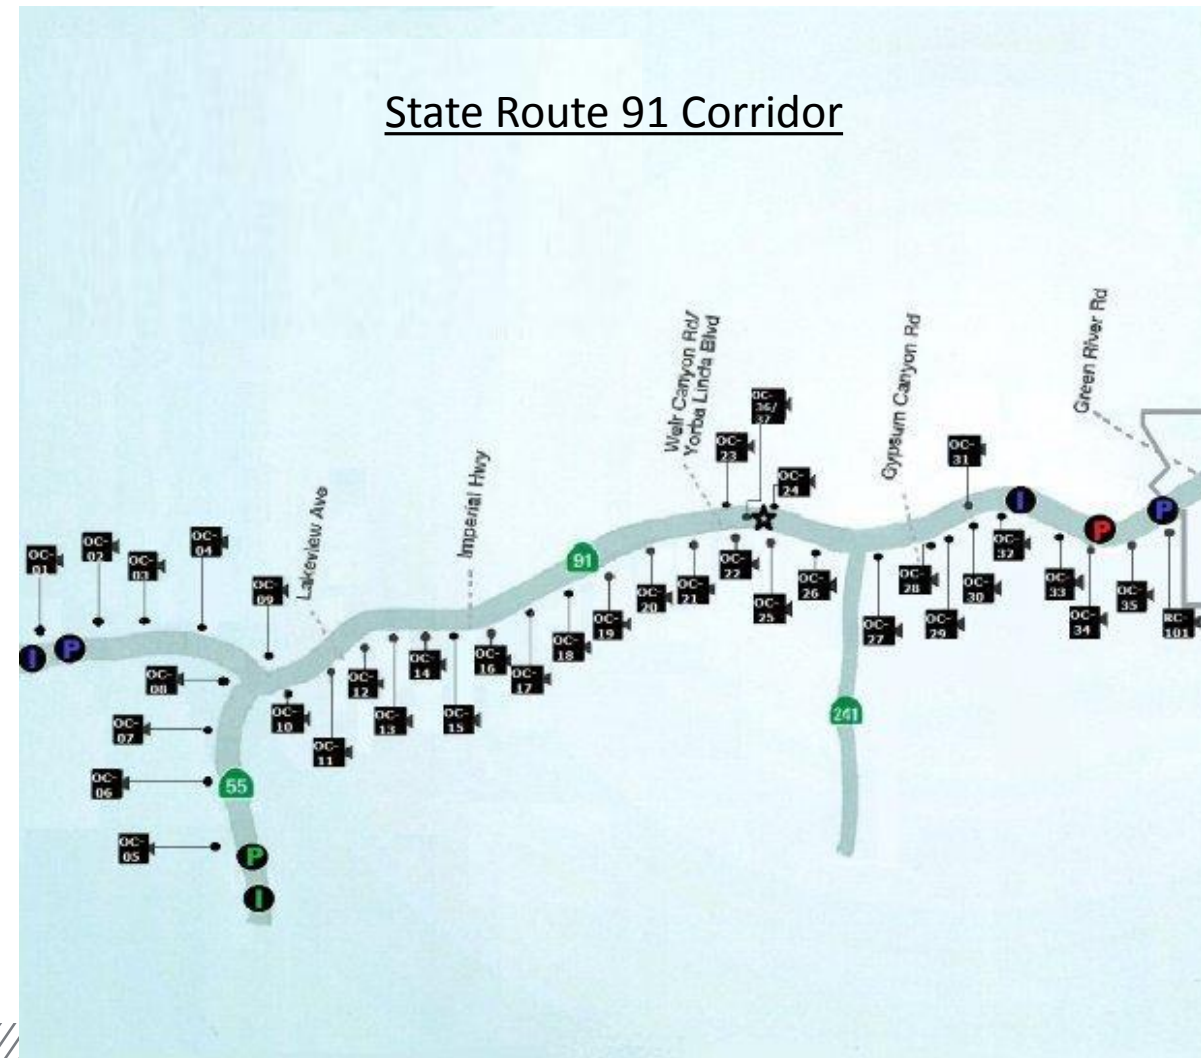 State Route 91 Corridor
Green River Rd
Weir Canyon Rd/
Yorba Linda Blvd
Gypsum Canyon Rd
OC-
36/
37
OC-
23
OC-
31
Imperial Hwy
OC-
24
Lakeview Ave
OC-
04
OC-
02
OC-
01
OC-
03
91
I
P
P
P
OC-
09
OC-
22
OC-
32
OC-
20
OC-
21
OC-
26
OC-
28
OC-
30
OC-
33
OC-
35
OC-
25
OC-
19
OC-
27
OC-
29
OC-
34
RC-
101
OC-
18
I
P
OC-
14
OC-
16
OC-
08
OC-
12
OC-
17
OC-
10
OC-
13
OC-
15
241
OC-
07
OC-
11
OC-
06
55
OC-
05
P
I